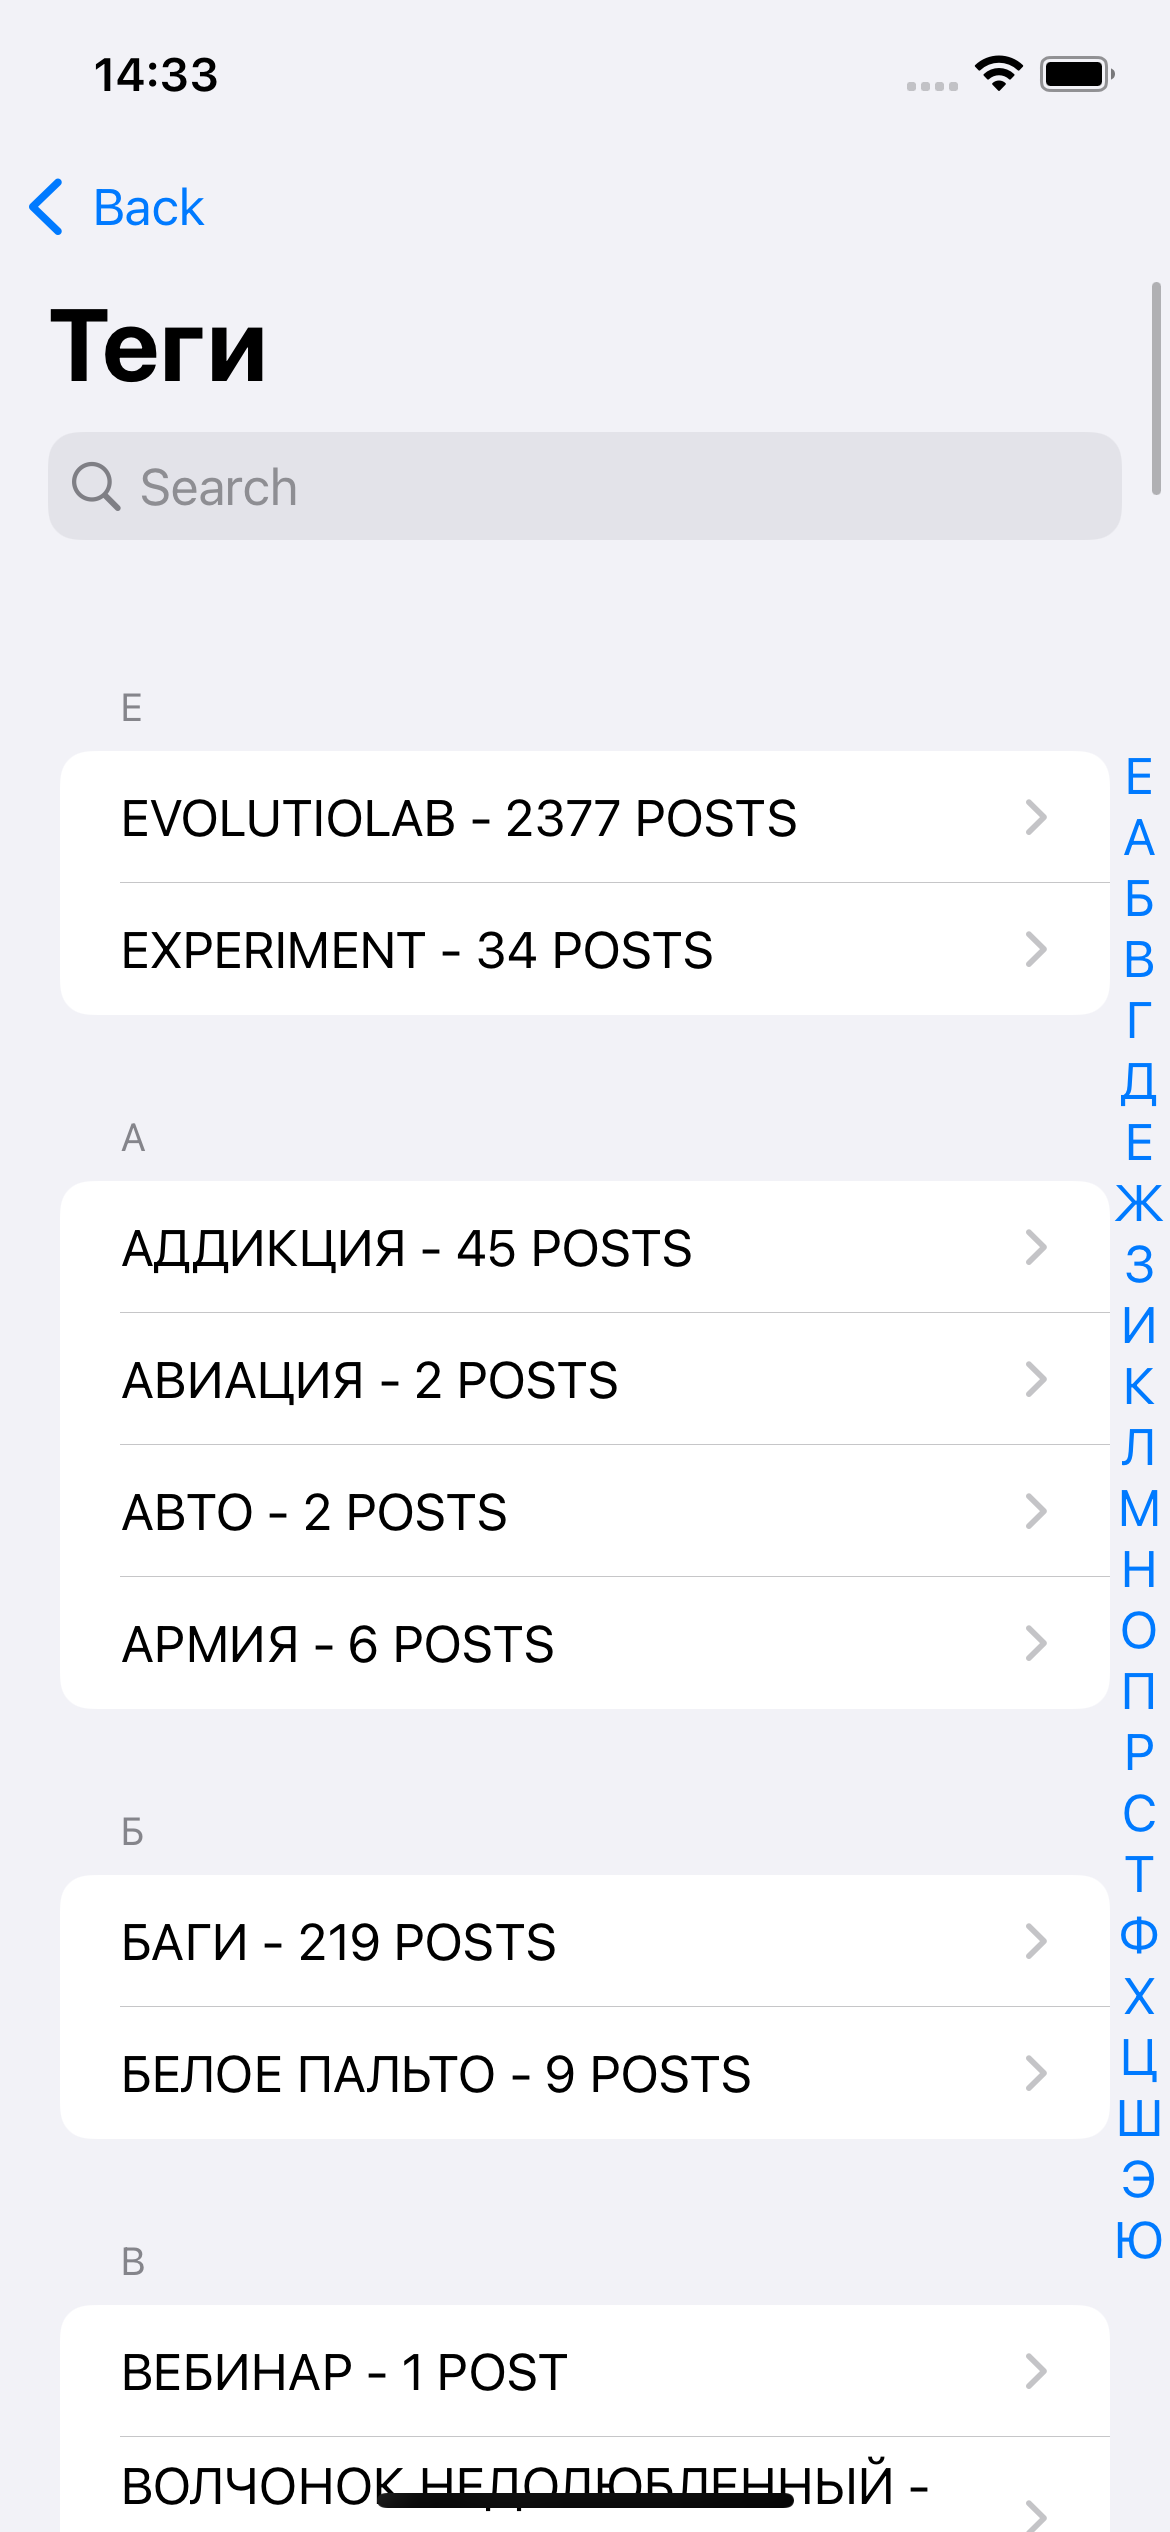 14:33
Back
Теги
Search
E
EVOLUTIOLAB - 2377 POSTS
EXPERIMENT - 34 POSTS
А
АДДИКЦИЯ - 45 POSTS
АВИАЦИЯ - 2 POSTS
АВТО - 2 POSTS
АРМИЯ - 6 POSTS
Б
БАГИ - 219 POSTS
БЕЛОЕ ПАЛЬТО - 9 POSTS
В
ВЕБИНАР - 1 POST
ВОЛЧОНОК НЕДОЛЮБЛЕННЫЙ -
E
А
Б
В
Г
Д
Е
Ж
З
И
К
Л
М
Н
О
П
Р
С
Т
Ф
Х
Ц
Ш
Э
Ю